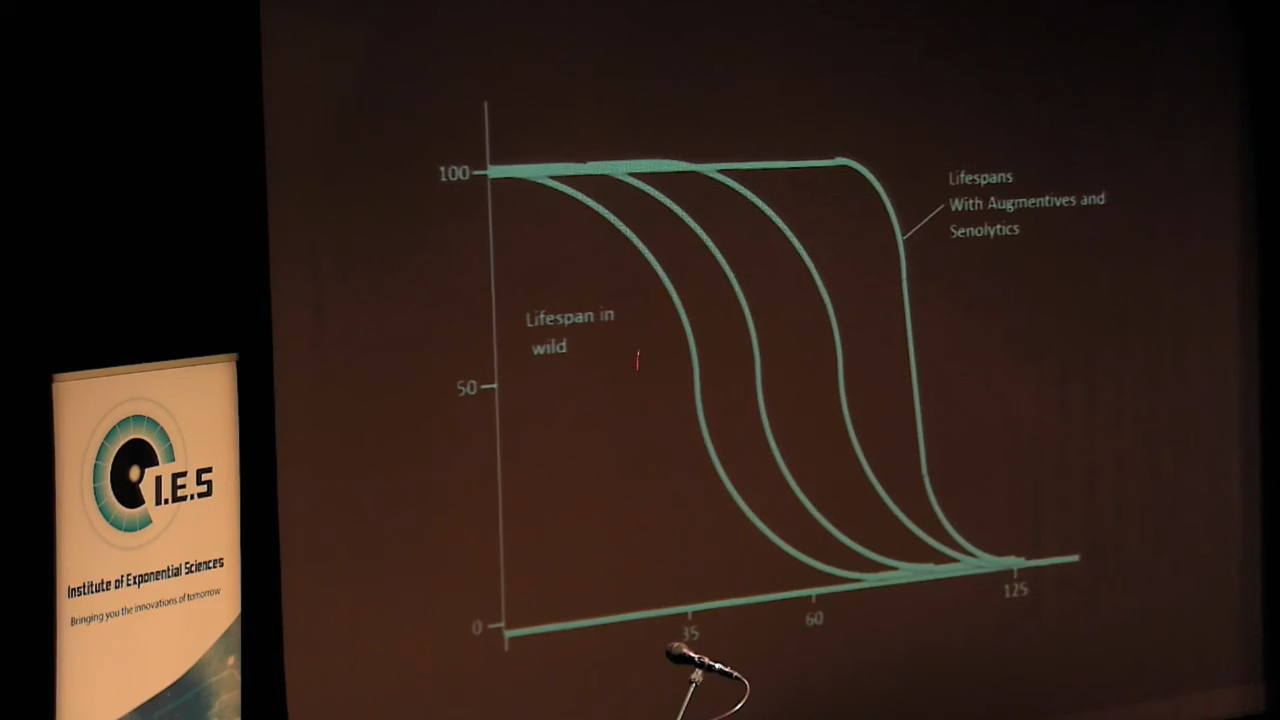 100
Lifespans
With Augmentives and
Senolytics
Lifespan in
wild
50
0
35
60
125
I.E.S
Institute of Exponential Sciences
Bringing you the innovations of tomorrow